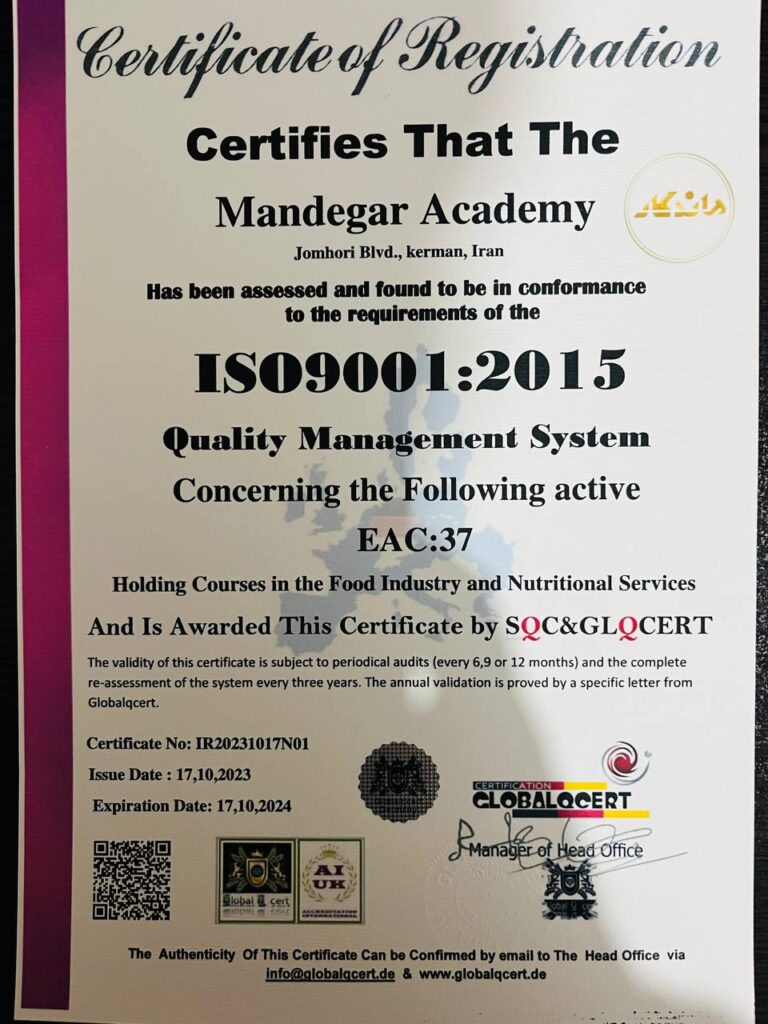 Certificate of Registration
Certifies That The
Mandegar Academy
ماندگار
Jomhori Blvd., kerman, Iran
Has been assessed and found to be in conformance
to the requirements of the
ISO9001:2015
Quality Management System
Concerning the Following active
EAC:37
Holding Courses in the Food Industry and Nutritional Services
And Is Awarded This Certificate by SQC&GLQCERT
The validity of this certificate is subject to periodical audits (every 6,9 or 12 months) and the complete
re-assessment of the system every three years. The annual validation is proved by a specific letter from
Globalqcert.
Certificate No: IR20231017N01
Issue Date : 17,10,2023
Expiration Date: 17,10,2024
CERTIFICATION
GLOBALQCERT
Manager of Head Office
Global Q cert
AI
UK
ACCREDITATION
INTERNATIONAL
The Authenticity Of This Certificate Can be Confirmed by email to The Head Office via
info@globalqcert.de & www.globalqcert.de